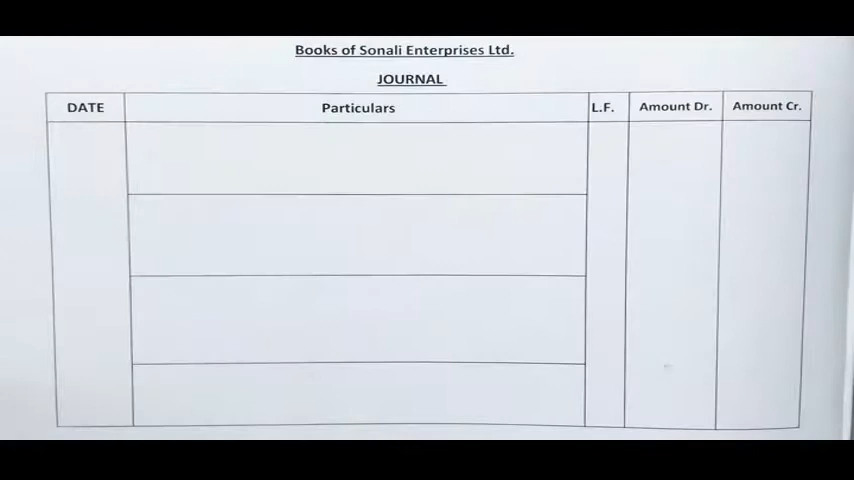 Books of Sonali Enterprises Ltd.
JOURNAL
DATE Particulars L.F. Amount Dr. Amount Cr.